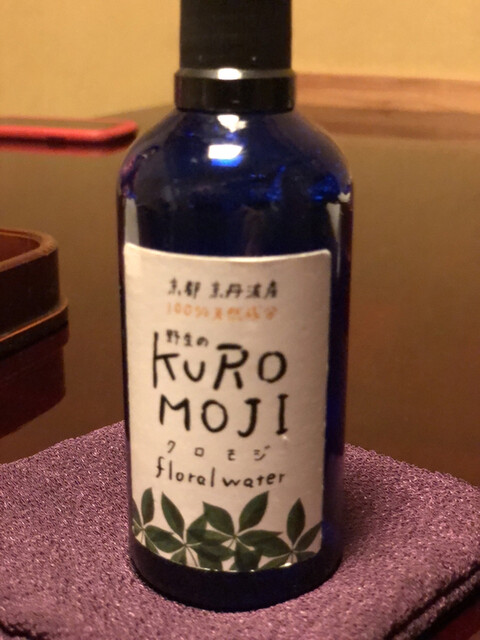 京都 京丹波産
100%天然成分
野生の
KURO
MOJI
クロモジ
floral water